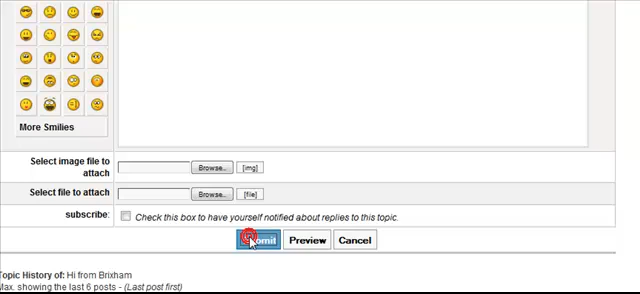 More Smilies
Select image file to attach
Browse.. [img]
Select file to attach
Browse.. [file]
subscribe: Check this box to have yourself notified about replies to this topic.
Preview Cancel
Topic History of: Hi from Brixham
Max. showing the last 6 posts - (Last post first)